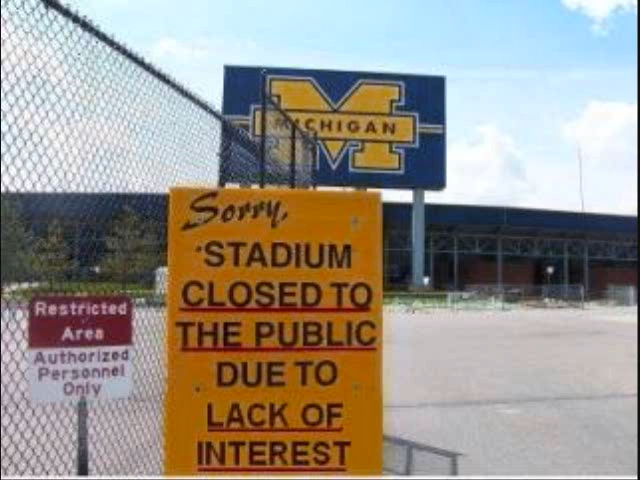 MICHIGAN
Sorry,
STADIUM
CLOSED TO
THE PUBLIC
DUE TO
LACK OF
INTEREST
Restricted
Area
Authorized
Personnel
Only